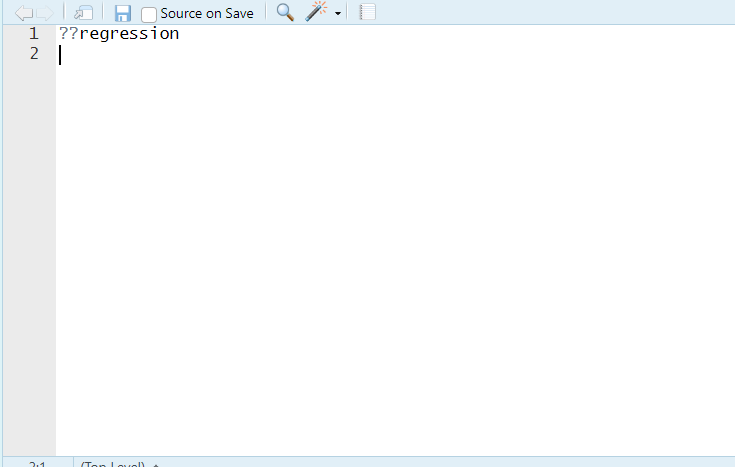 Source on Save
1 ??regression
2
2:1 (Top Level)